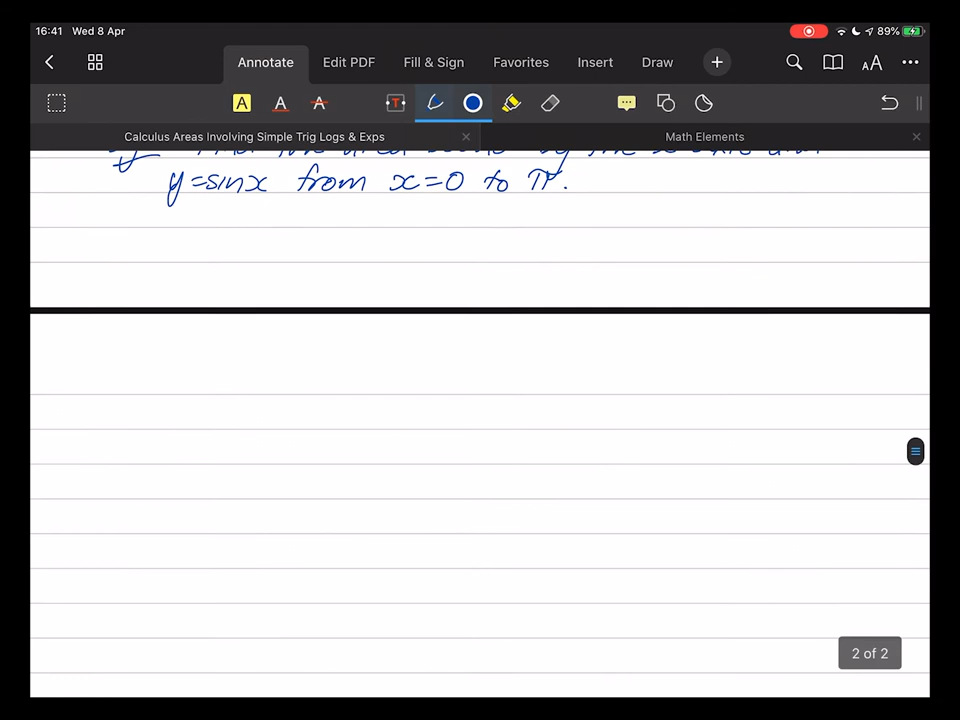 16:41 Wed 8 Apr 89%
Annotate Edit PDF Fill & Sign Favorites Insert Draw
A A A T
Calculus Areas Involving Simple Trig Logs & Exps × Math Elements ×
y=sinx from x=0 to π.
2 of 2